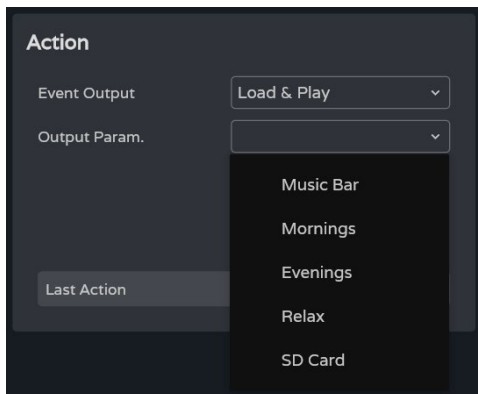 Action
Event Output Load & Play
Output Param.
Music Bar
Mornings
Evenings
Last Action
Relax
SD Card